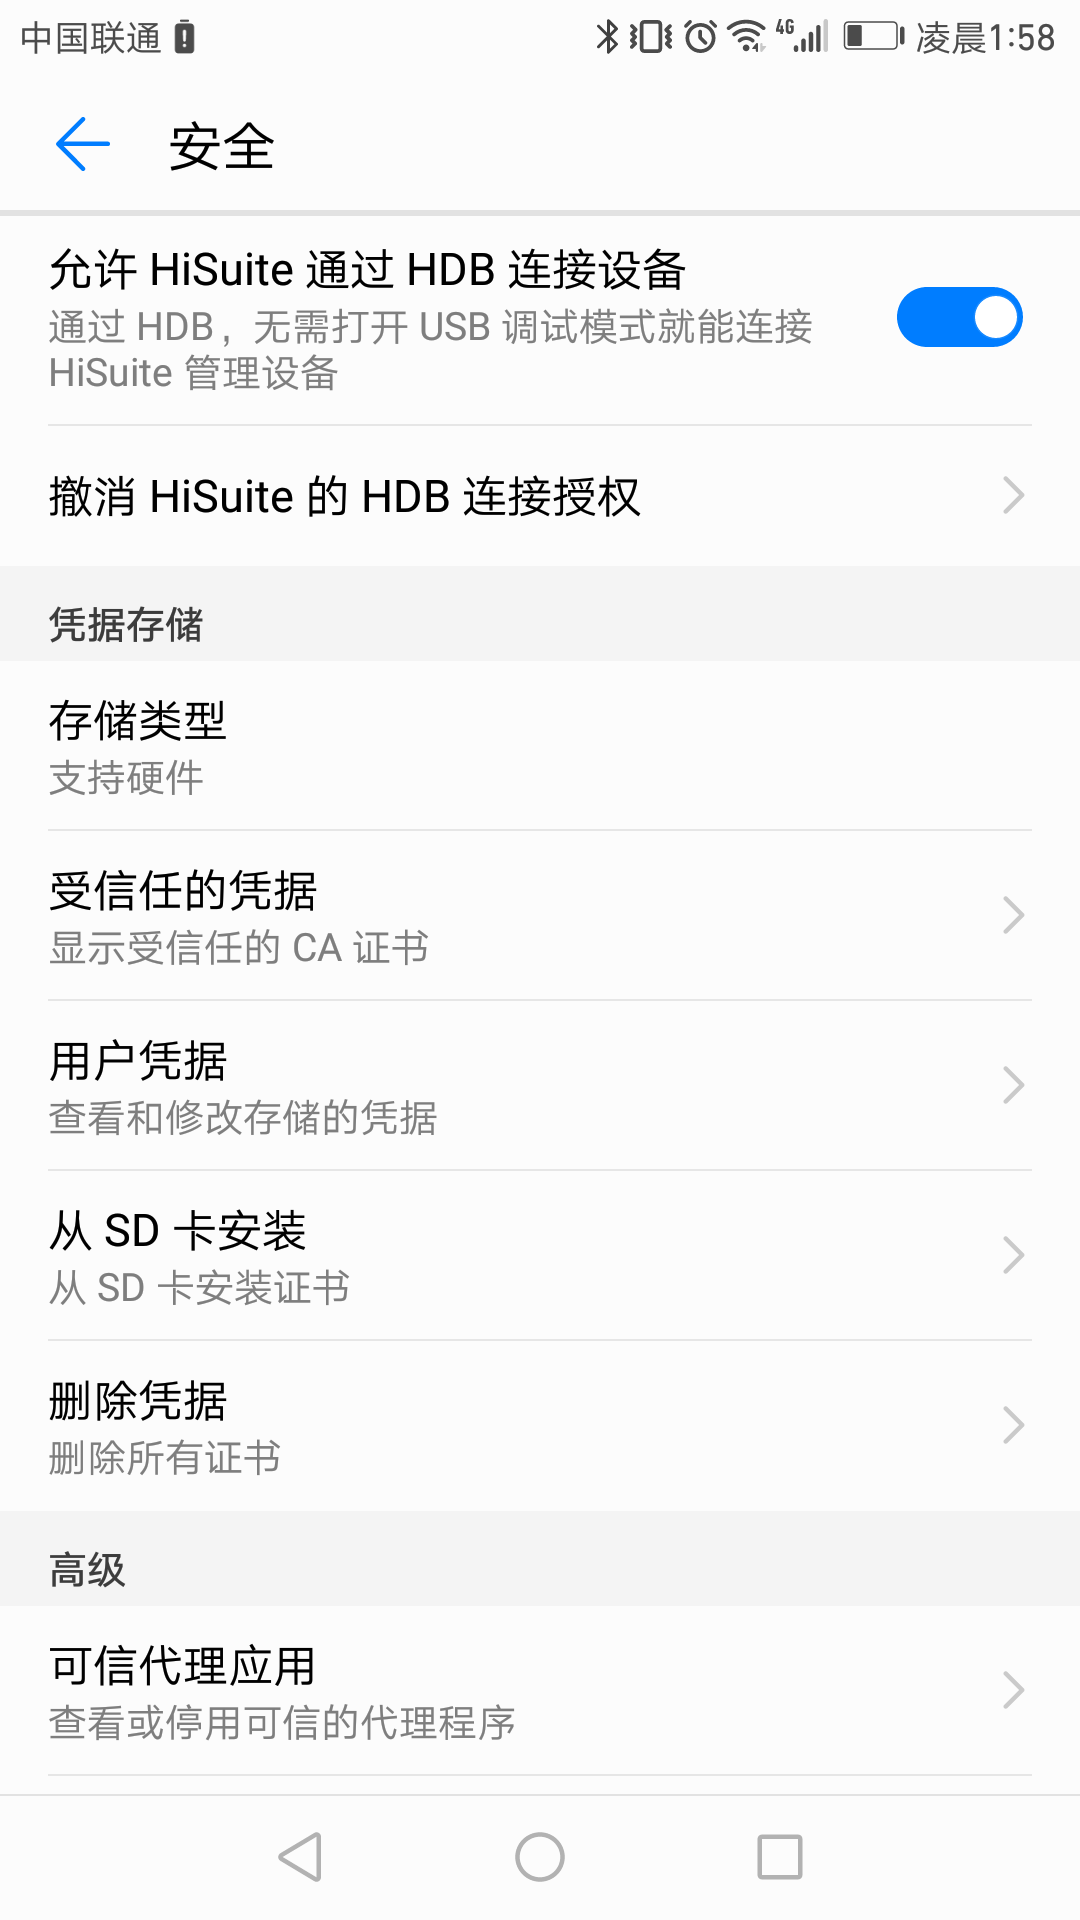 中国联通
4G
凌晨1:58
安全
允许 HiSuite 通过 HDB 连接设备
通过 HDB，无需打开 USB 调试模式就能连接
HiSuite 管理设备
撤消 HiSuite 的 HDB 连接授权
凭据存储
存储类型
支持硬件
受信任的凭据
显示受信任的 CA 证书
用户凭据
查看和修改存储的凭据
从 SD 卡安装
从 SD 卡安装证书
删除凭据
删除所有证书
高级
可信代理应用
查看或停用可信的代理程序